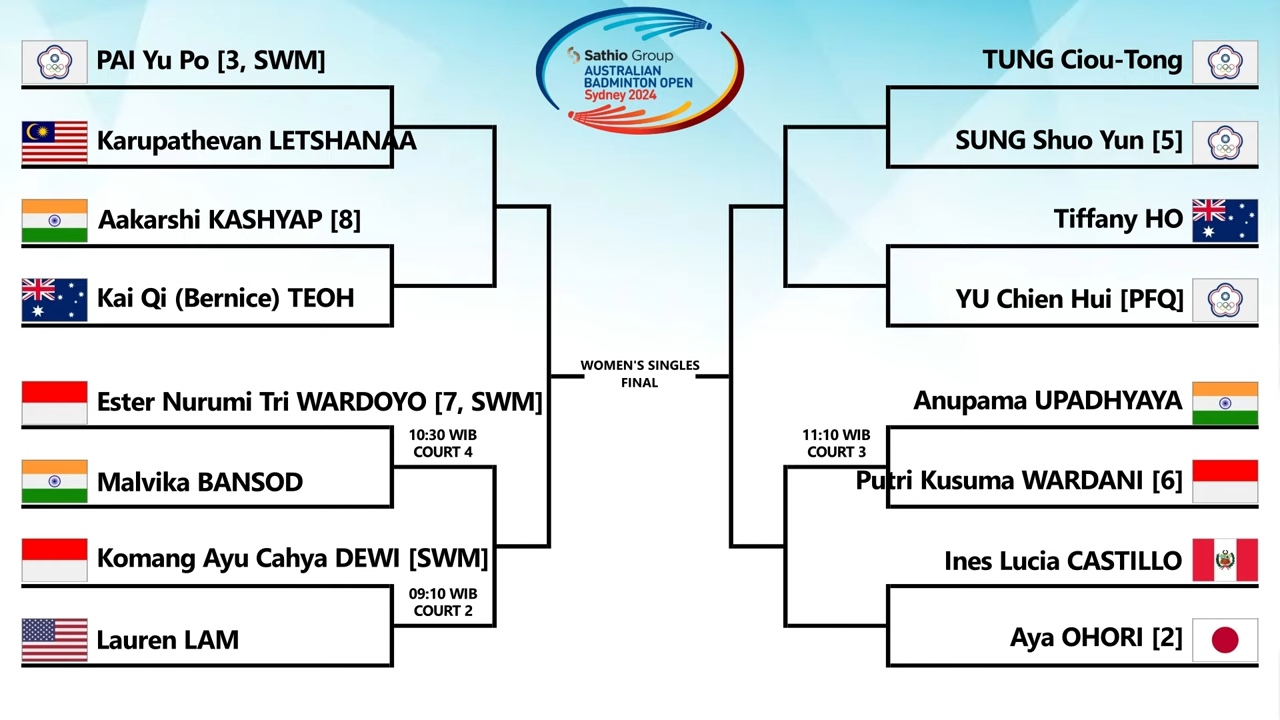 Sathio Group
AUSTRALIAN
BADMINTON OPEN
Sydney 2024
PAI Yu Po [3, SWM]
Karupathevan LETSHANAA
Aakarshi KASHYAP [8]
Kai Qi (Bernice) TEOH
Ester Nurumi Tri WARDOYO [7, SWM]
10:30 WIB
COURT 4
Malvika BANSOD
Komang Ayu Cahya DEWI [SWM]
09:10 WIB
COURT 2
Lauren LAM
WOMEN'S SINGLES
FINAL
TUNG Ciou-Tong
SUNG Shuo Yun [5]
Tiffany HO
YU Chien Hui [PFQ]
Anupama UPADHYAYA
11:10 WIB
COURT 3
Putri Kusuma WARDANI [6]
Ines Lucia CASTILLO
Aya OHORI [2]